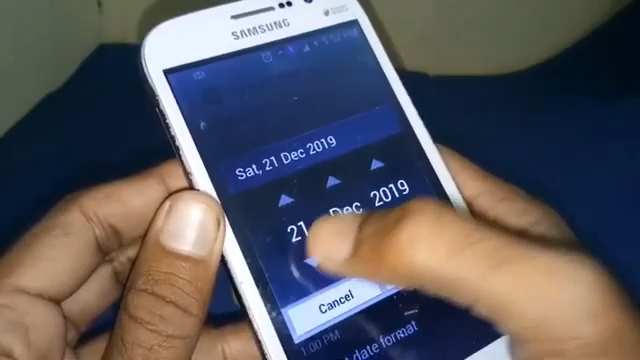 SAMSUNG
Sat, 21 Dec 2019
21 Dec 2019
Cancel
1:00 PM
date format